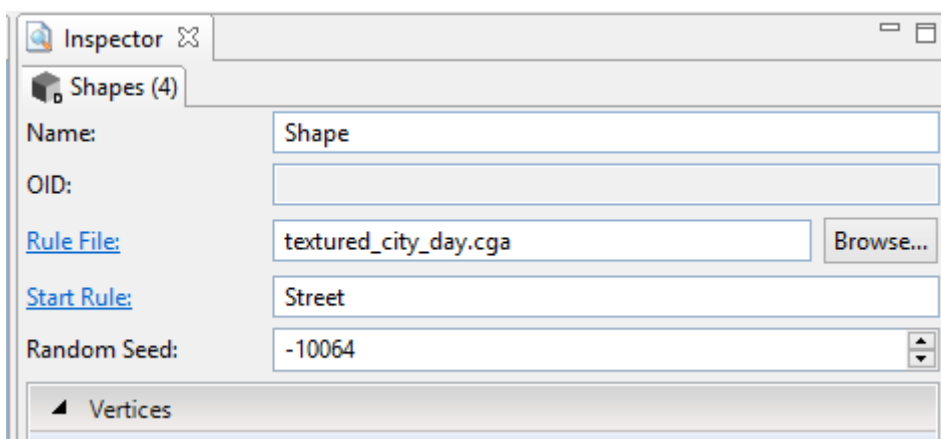 Inspector
Shapes (4)
Name: Shape
OID:
Rule File: textured_city_day.cga Browse...
Start Rule: Street
Random Seed: -10064
Vertices